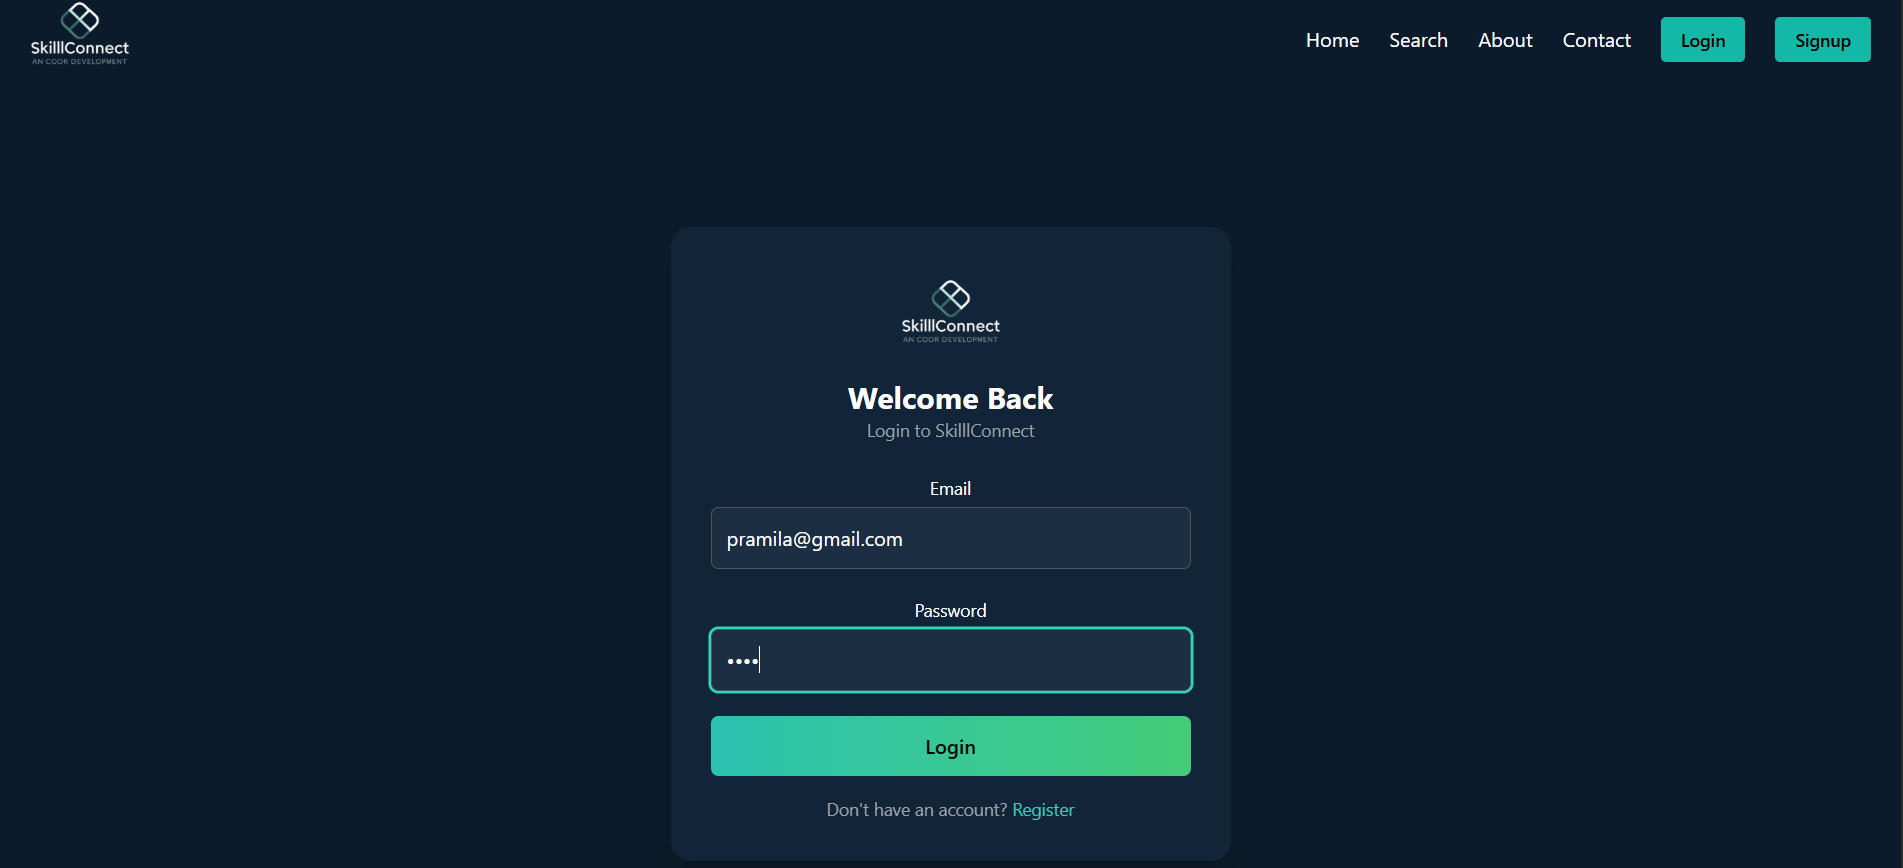 SkilllConnect
AN COOR DEVELOPMENT
Home Search About Contact Login Signup
SkilllConnect
AN COOR DEVELOPMENT
Welcome Back
Login to SkilllConnect
Email
pramila@gmail.com
Password
••••
Login
Don't have an account? Register